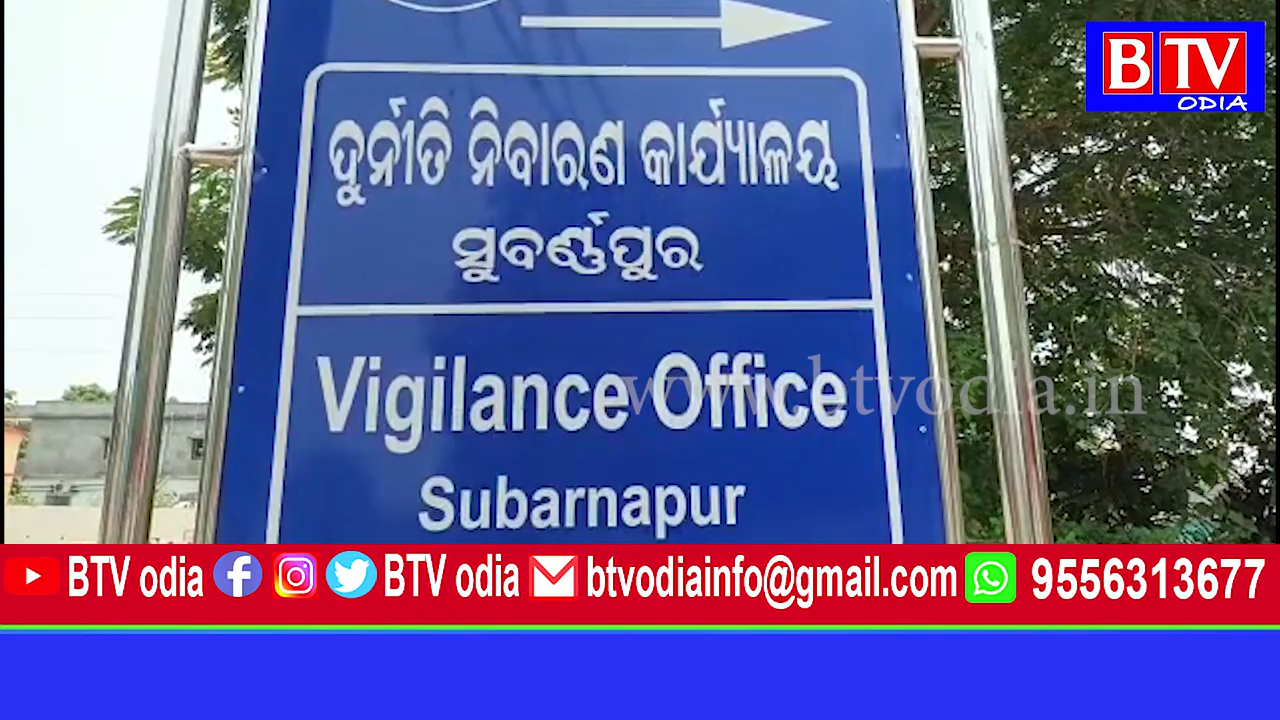 BTV
ODIA
ଦୁର୍ନୀତି ନିବାରଣ କାର୍ଯ୍ୟାଳୟ
ସୁବର୍ଣ୍ଣପୁର
Vigilance Office
www.btvodia.in
Subarnapur
BTV odia BTV odia btvodiainfo@gmail.com 9556313677